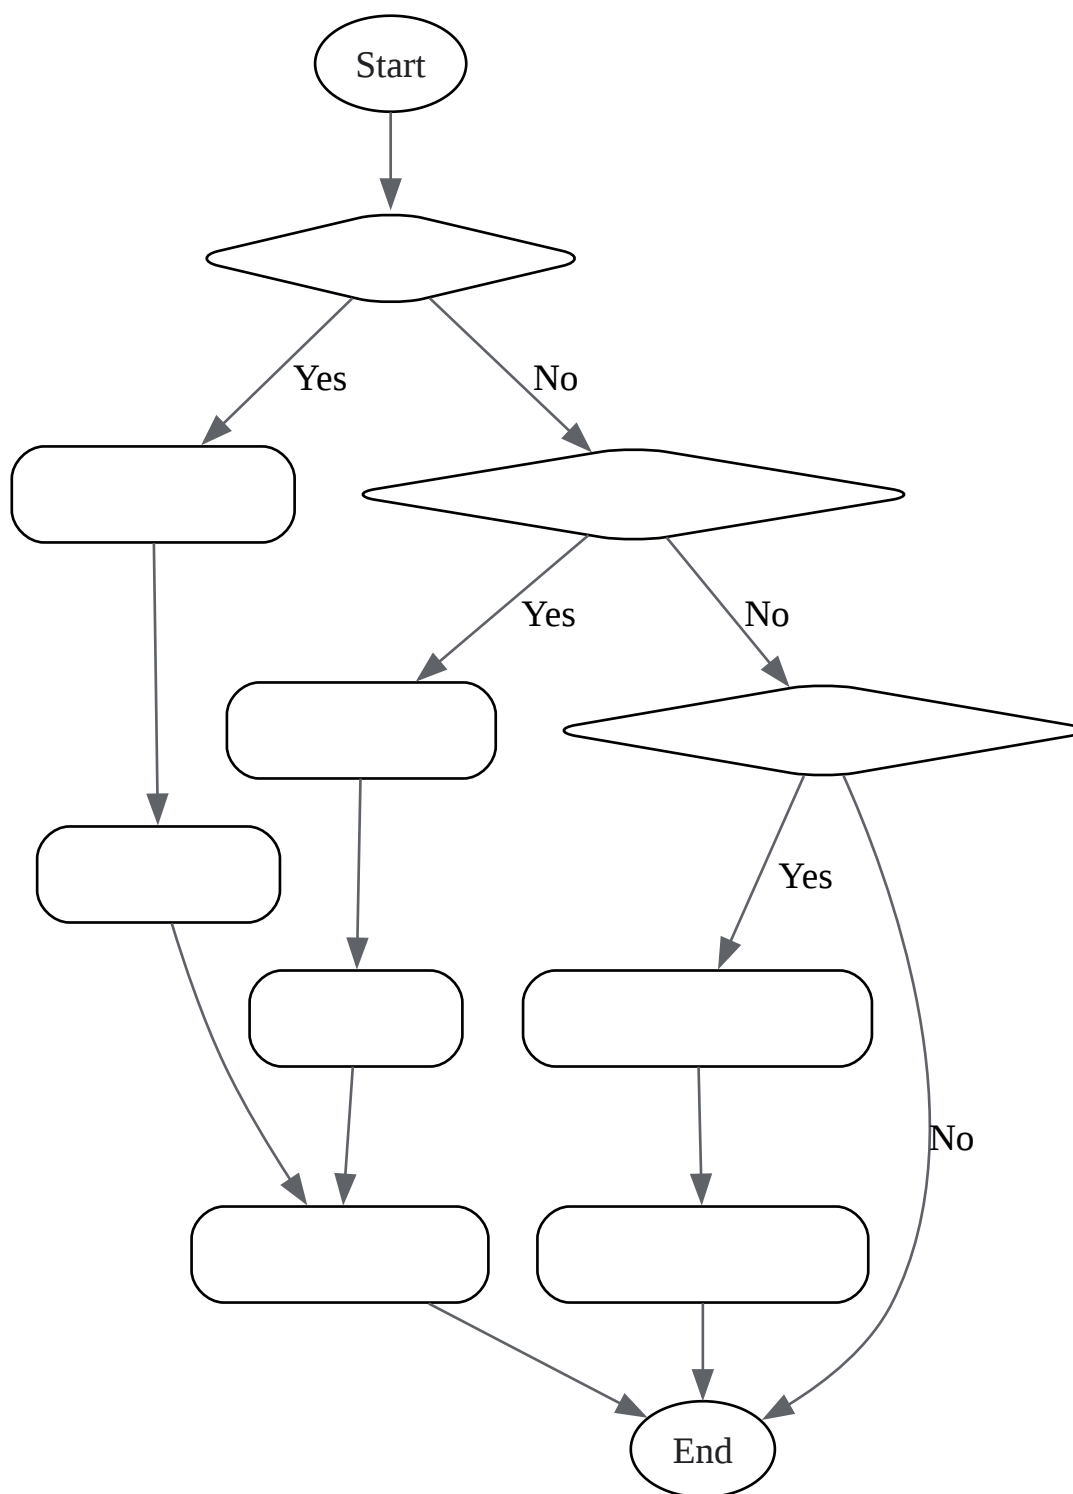 Start
Yes
No
Yes
No
Yes
No
End